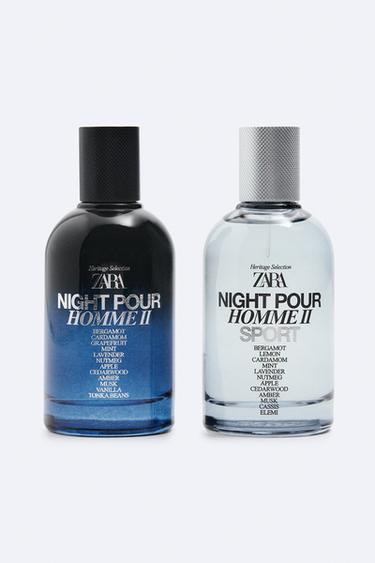 Heritage Selection
ZARA
NIGHT POUR
HOMME II
BERGAMOT
CARDAMOM
GRAPEFRUIT
MINT
LAVENDER
NUTMEG
APPLE
CEDARWOOD
AMBER
MUSK
VANILLA
TONKA BEANS
Heritage Selection
ZARA
NIGHT POUR
HOMME II
SPORT
BERGAMOT
LEMON
CARDAMOM
MINT
LAVENDER
NUTMEG
APPLE
CEDARWOOD
AMBER
MUSK
CASSIS
ELEMI